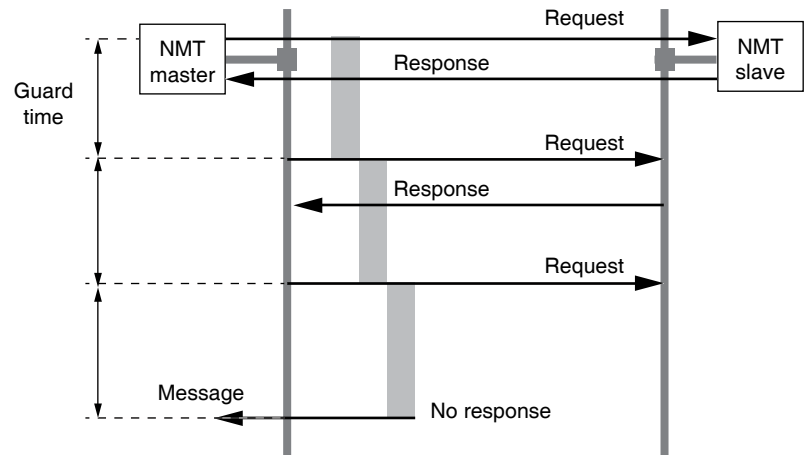 Request
NMT
master
NMT
slave
Response
Guard
time
Request
Response
Request
Message
No response